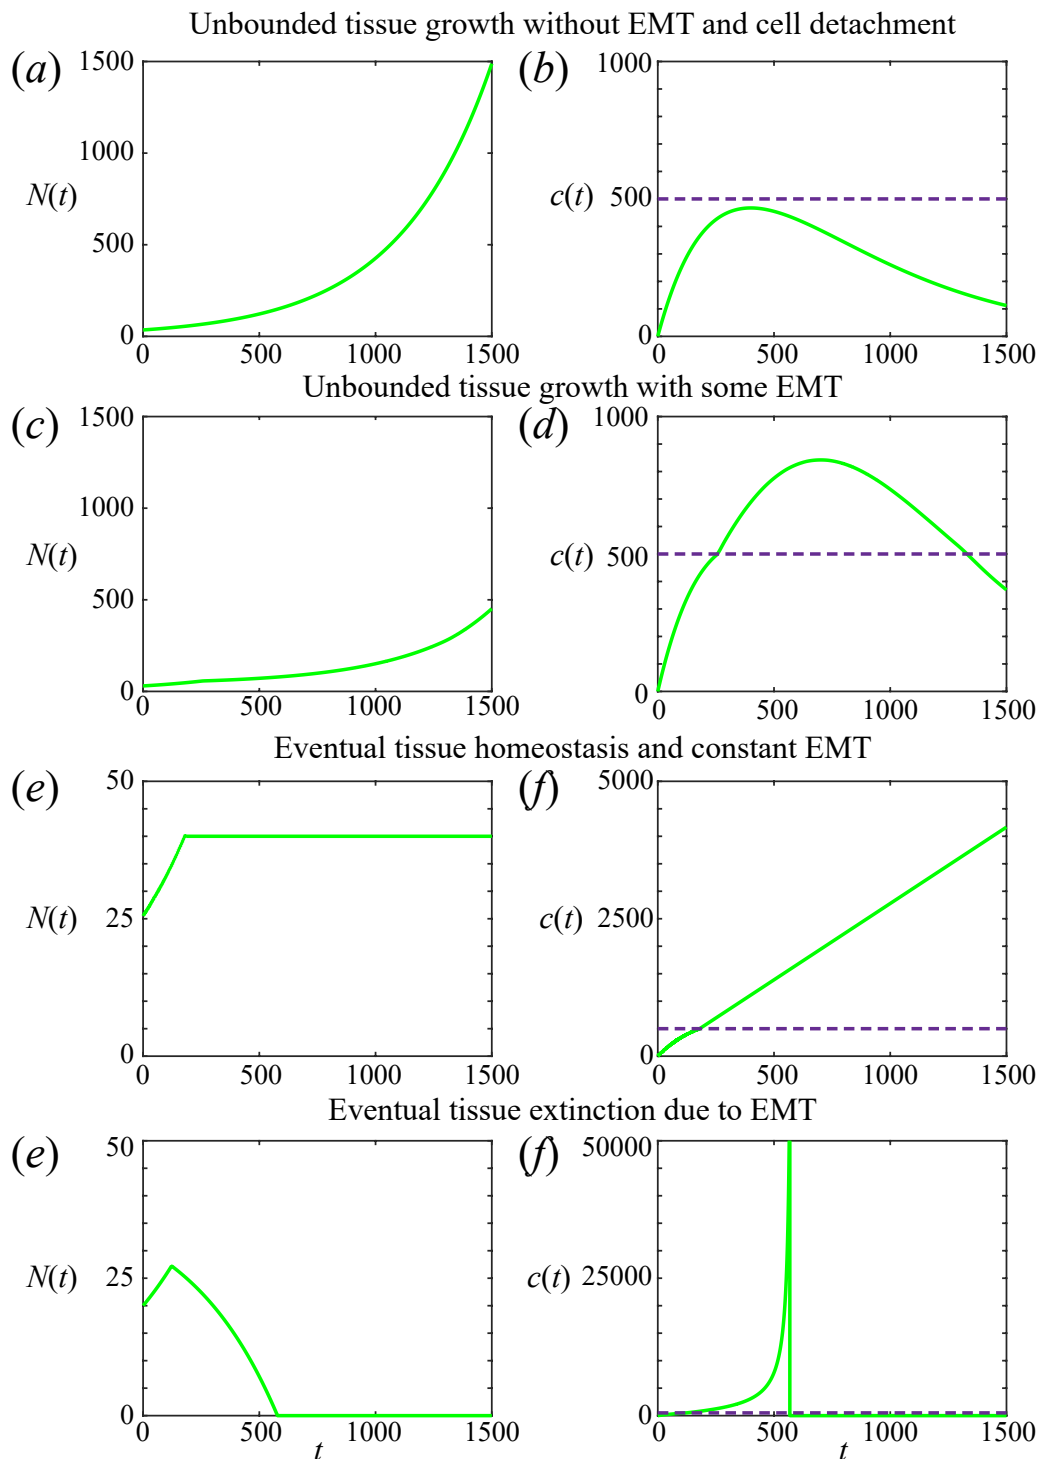 Unbounded tissue growth without EMT and cell detachment
(a)
1500
1000
N(t)
500
0
0 500 1000 1500
(b)
1000
c(t)
500
0
0 500 1000 1500
Unbounded tissue growth with some EMT
(c)
1500
1000
N(t)
500
0
0 500 1000 1500
(d)
1000
c(t)
500
0
0 500 1000 1500
Eventual tissue homeostasis and constant EMT
(e)
50
N(t)
25
0
0 500 1000 1500
(f)
5000
c(t)
2500
0
0 500 1000 1500
Eventual tissue extinction due to EMT
(e)
50
N(t)
25
0
0 500 1000 1500
t
(f)
50000
c(t)
25000
0
0 500 1000 1500
t